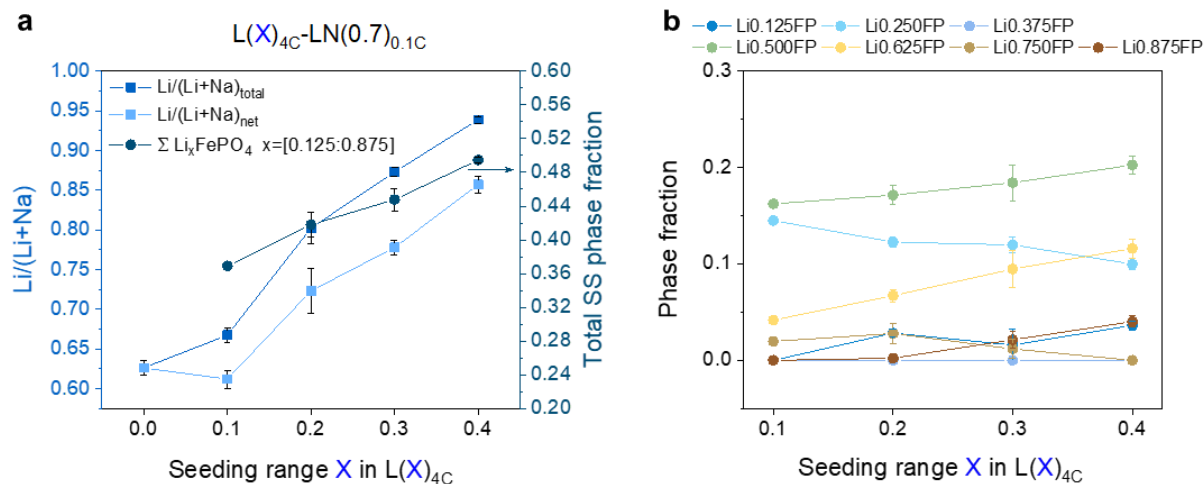 a
L(X)4C-LN(0.7)0.1C
Li/(Li+Na)total
Li/(Li+Na)net
Σ LixFePO4 x=[0.125:0.875]
1.00
0.95
0.90
0.85
0.80
0.75
0.70
0.65
0.60
Li/(Li+Na)
0.60
0.56
0.52
0.48
0.44
0.40
0.36
0.32
0.28
0.24
0.20
Total SS phase fraction
0.0 0.1 0.2 0.3 0.4
Seeding range X in L(X)4C
b
Li0.125FP Li0.250FP Li0.375FP
Li0.500FP Li0.625FP Li0.750FP Li0.875FP
0.3
0.2
0.1
0.0
Phase fraction
0.1 0.2 0.3 0.4
Seeding range X in L(X)4C